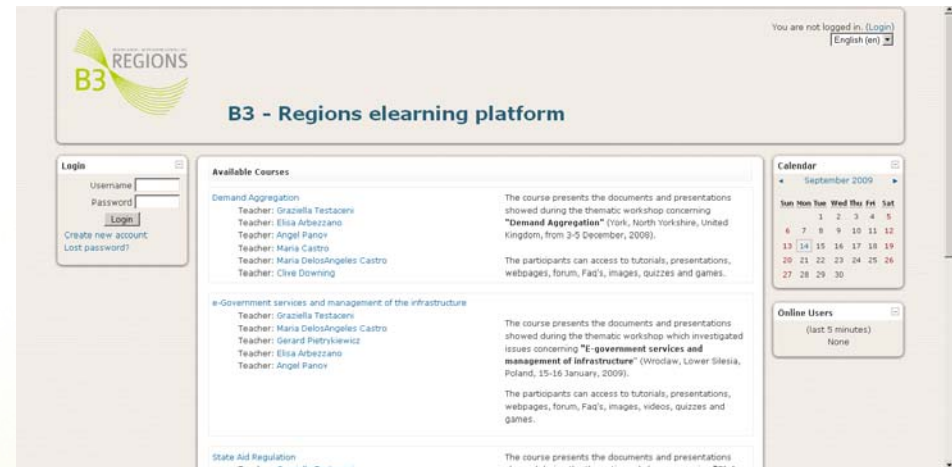 You are not logged in. (Login)
English (en)
REGIONS
B3
B3 - Regions elearning platform
Login
Username
Password
Login
Create new account
Lost password?
Available Courses
Demand Aggregation
Teacher: Graziella Testaceni
Teacher: Elisa Arbezzano
Teacher: Angel Panov
Teacher: Maria Castro
Teacher: Maria DelosAngeles Castro
Teacher: Clive Downing
The course presents the documents and presentations
showed during the thematic workshop concerning
"Demand Aggregation" (York, North Yorkshire, United
Kingdom, from 3-5 December, 2008).
The participants can access to tutorials, presentations,
webpages, forum, Faq's, images, quizzes and games.
e-Government services and management of the infrastructure
Teacher: Graziella Testaceni
Teacher: Maria DelosAngeles Castro
Teacher: Gerard Pietrykiewicz
Teacher: Elisa Arbezzano
Teacher: Angel Panov
The course presents the documents and presentations
showed during the thematic workshop which investigated
issues concerning "E-government services and
management of infrastructure" (Wroclaw, Lower Silesia,
Poland, 15-16 January, 2009).
The participants can access to tutorials, presentations,
webpages, forum, Faq's, images, videos, quizzes and
games.
State Aid Regulation
The course presents the documents and presentations
Calendar
September 2009
Sun Mon Tue Wed Thu Fri Sat
1 2 3 4 5
6 7 8 9 10 11 12
13 14 15 16 17 18 19
20 21 22 23 24 25 26
27 28 29 30
Online Users
(last 5 minutes)
None